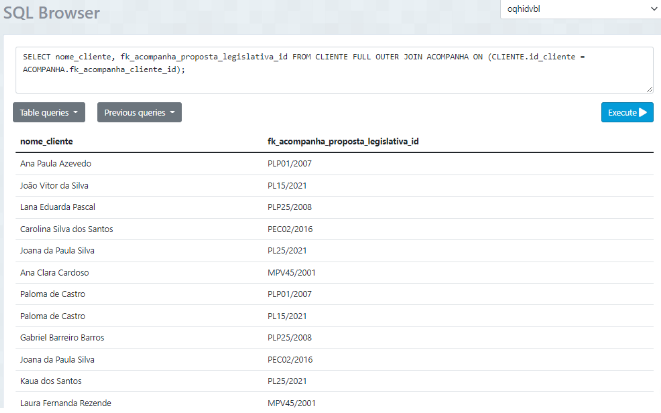 SQL Browser
oqhidvbl
SELECT nome_cliente, fk_acompanha_proposta_legislativa_id FROM CLIENTE FULL OUTER JOIN ACOMPANHA ON (CLIENTE.id_cliente =
ACOMPANHA.fk_acompanha_cliente_id);
Table queries Previous queries Execute
nome_cliente fk_acompanha_proposta_legislativa_id
Ana Paula Azevedo PLP01/2007
João Vitor da Silva PL15/2021
Lana Eduarda Pascal PLP25/2008
Carolina Silva dos Santos PEC02/2016
Joana da Paula Silva PL25/2021
Ana Clara Cardoso MPV45/2001
Paloma de Castro PLP01/2007
Paloma de Castro PL15/2021
Gabriel Barreiro Barros PLP25/2008
Joana da Paula Silva PEC02/2016
Kaua dos Santos PL25/2021
Laura Fernanda Rezende MPV45/2001